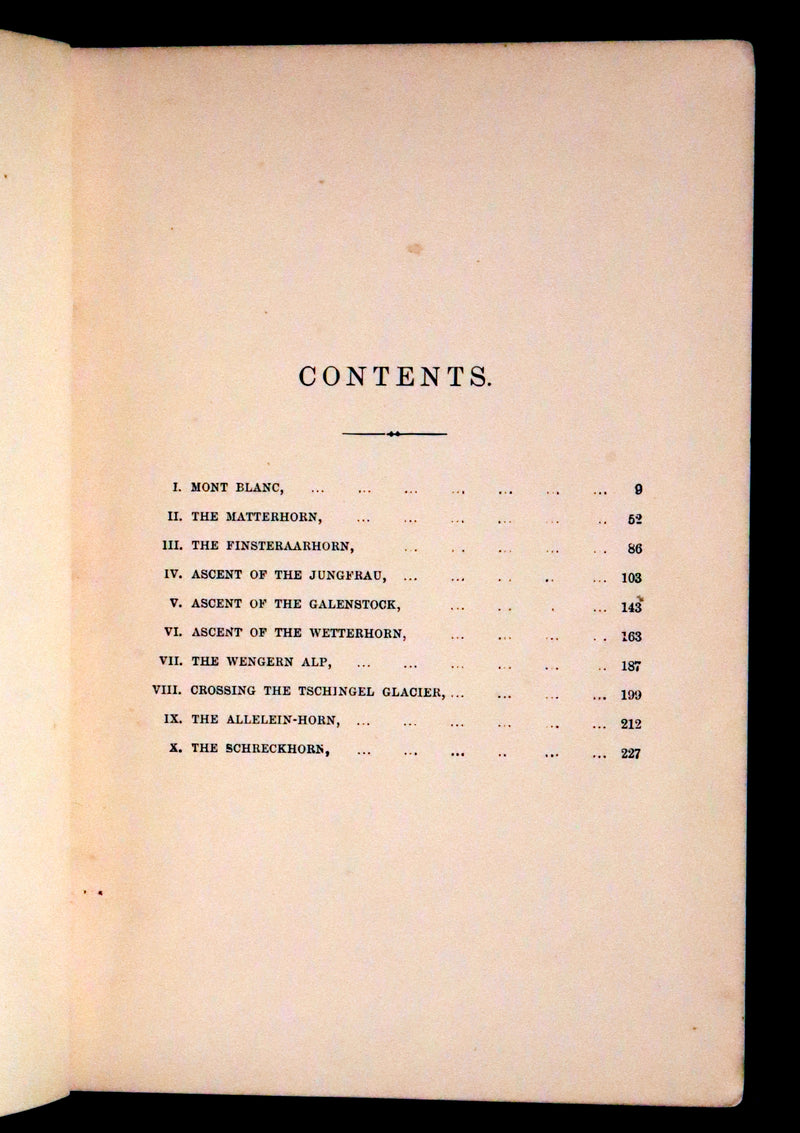 CONTENTS.
I. MONT BLANC, ... ... ... ... ... ... ... 9
II. THE MATTERHORN, ... ... ... ... ... .. 52
III. THE FINSTERAARHORN, .. .. ... ... .. 86
IV. ASCENT OF THE JUNGFRAU, ... ... .. .. ... 103
V. ASCENT OF THE GALENSTOCK, ... .. . ... 143
VI. ASCENT OF THE WETTERHORN, ... ... ... .. 163
VII. THE WENGERN ALP, ... ... ... ... ... .. 187
VIII. CROSSING THE TSCHINGEL GLACIER, ... ... ... ... 199
IX. THE ALLELEIN-HORN, ... ... ... ... .. ... 212
X. THE SCHRECKHORN, ... ... ... .. ... ... 227